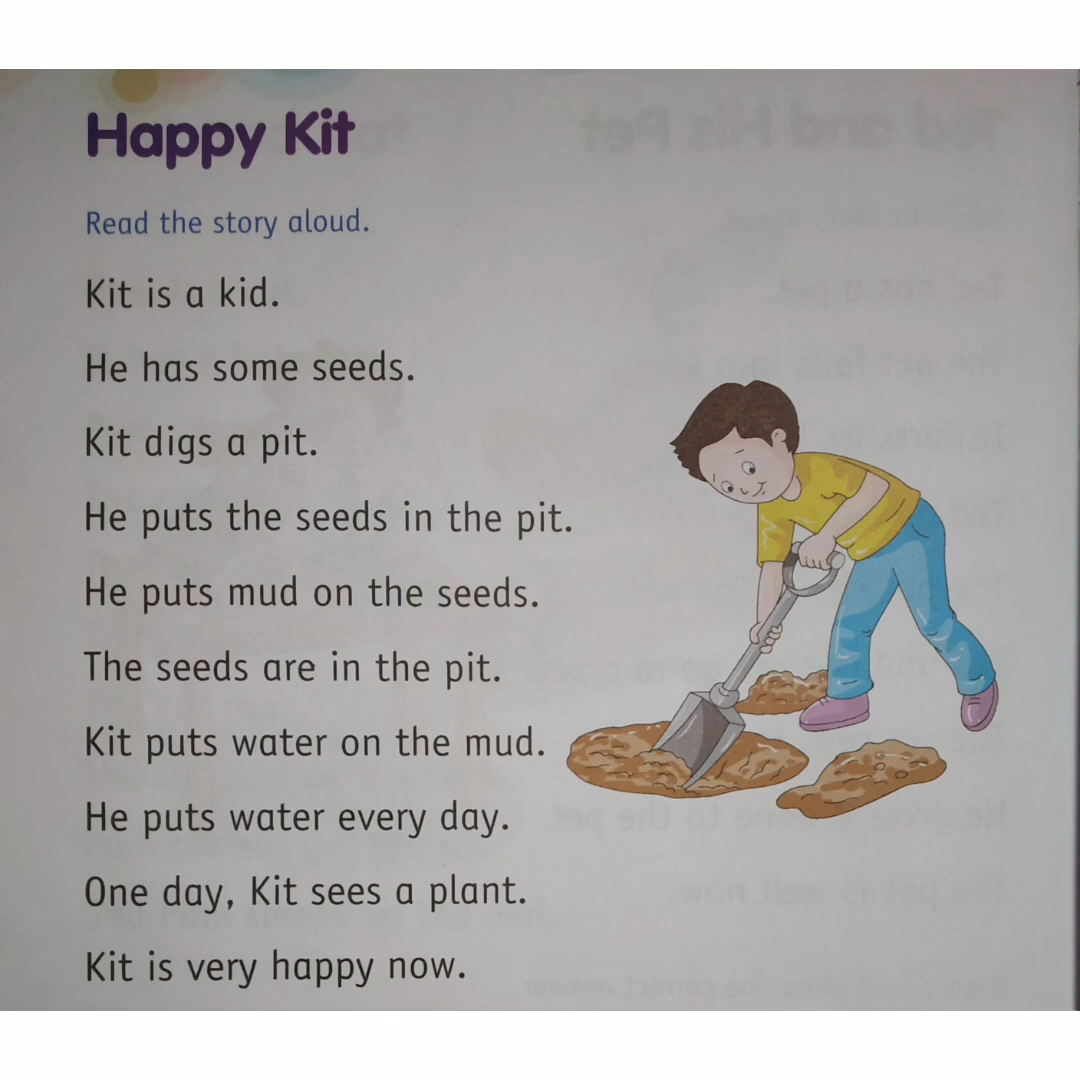 Happy Kit
Read the story aloud.
Kit is a kid.
He has some seeds.
Kit digs a pit.
He puts the seeds in the pit.
He puts mud on the seeds.
The seeds are in the pit.
Kit puts water on the mud.
He puts water every day.
One day, Kit sees a plant.
Kit is very happy now.